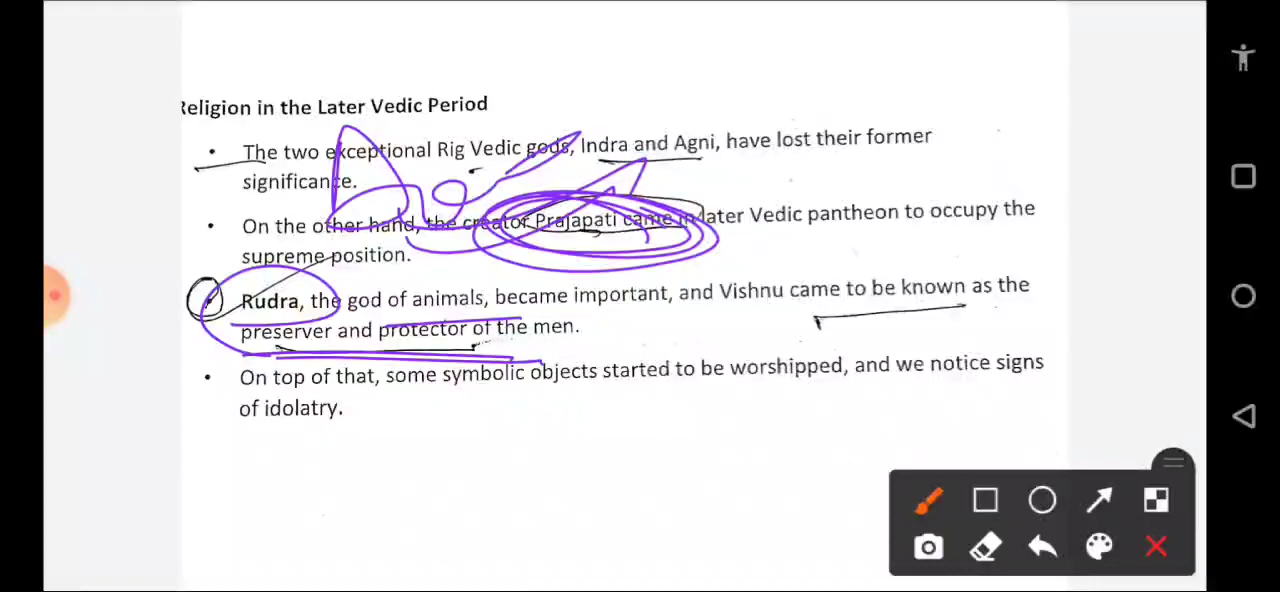 Religion in the Later Vedic Period
• The two exceptional Rig Vedic gods, Indra and Agni, have lost their former
significance.
• On the other hand, the creator Prajapati came in later Vedic pantheon to occupy the
supreme position.
• Rudra, the god of animals, became important, and Vishnu came to be known as the
preserver and protector of the men.
• On top of that, some symbolic objects started to be worshipped, and we notice signs
of idolatry.